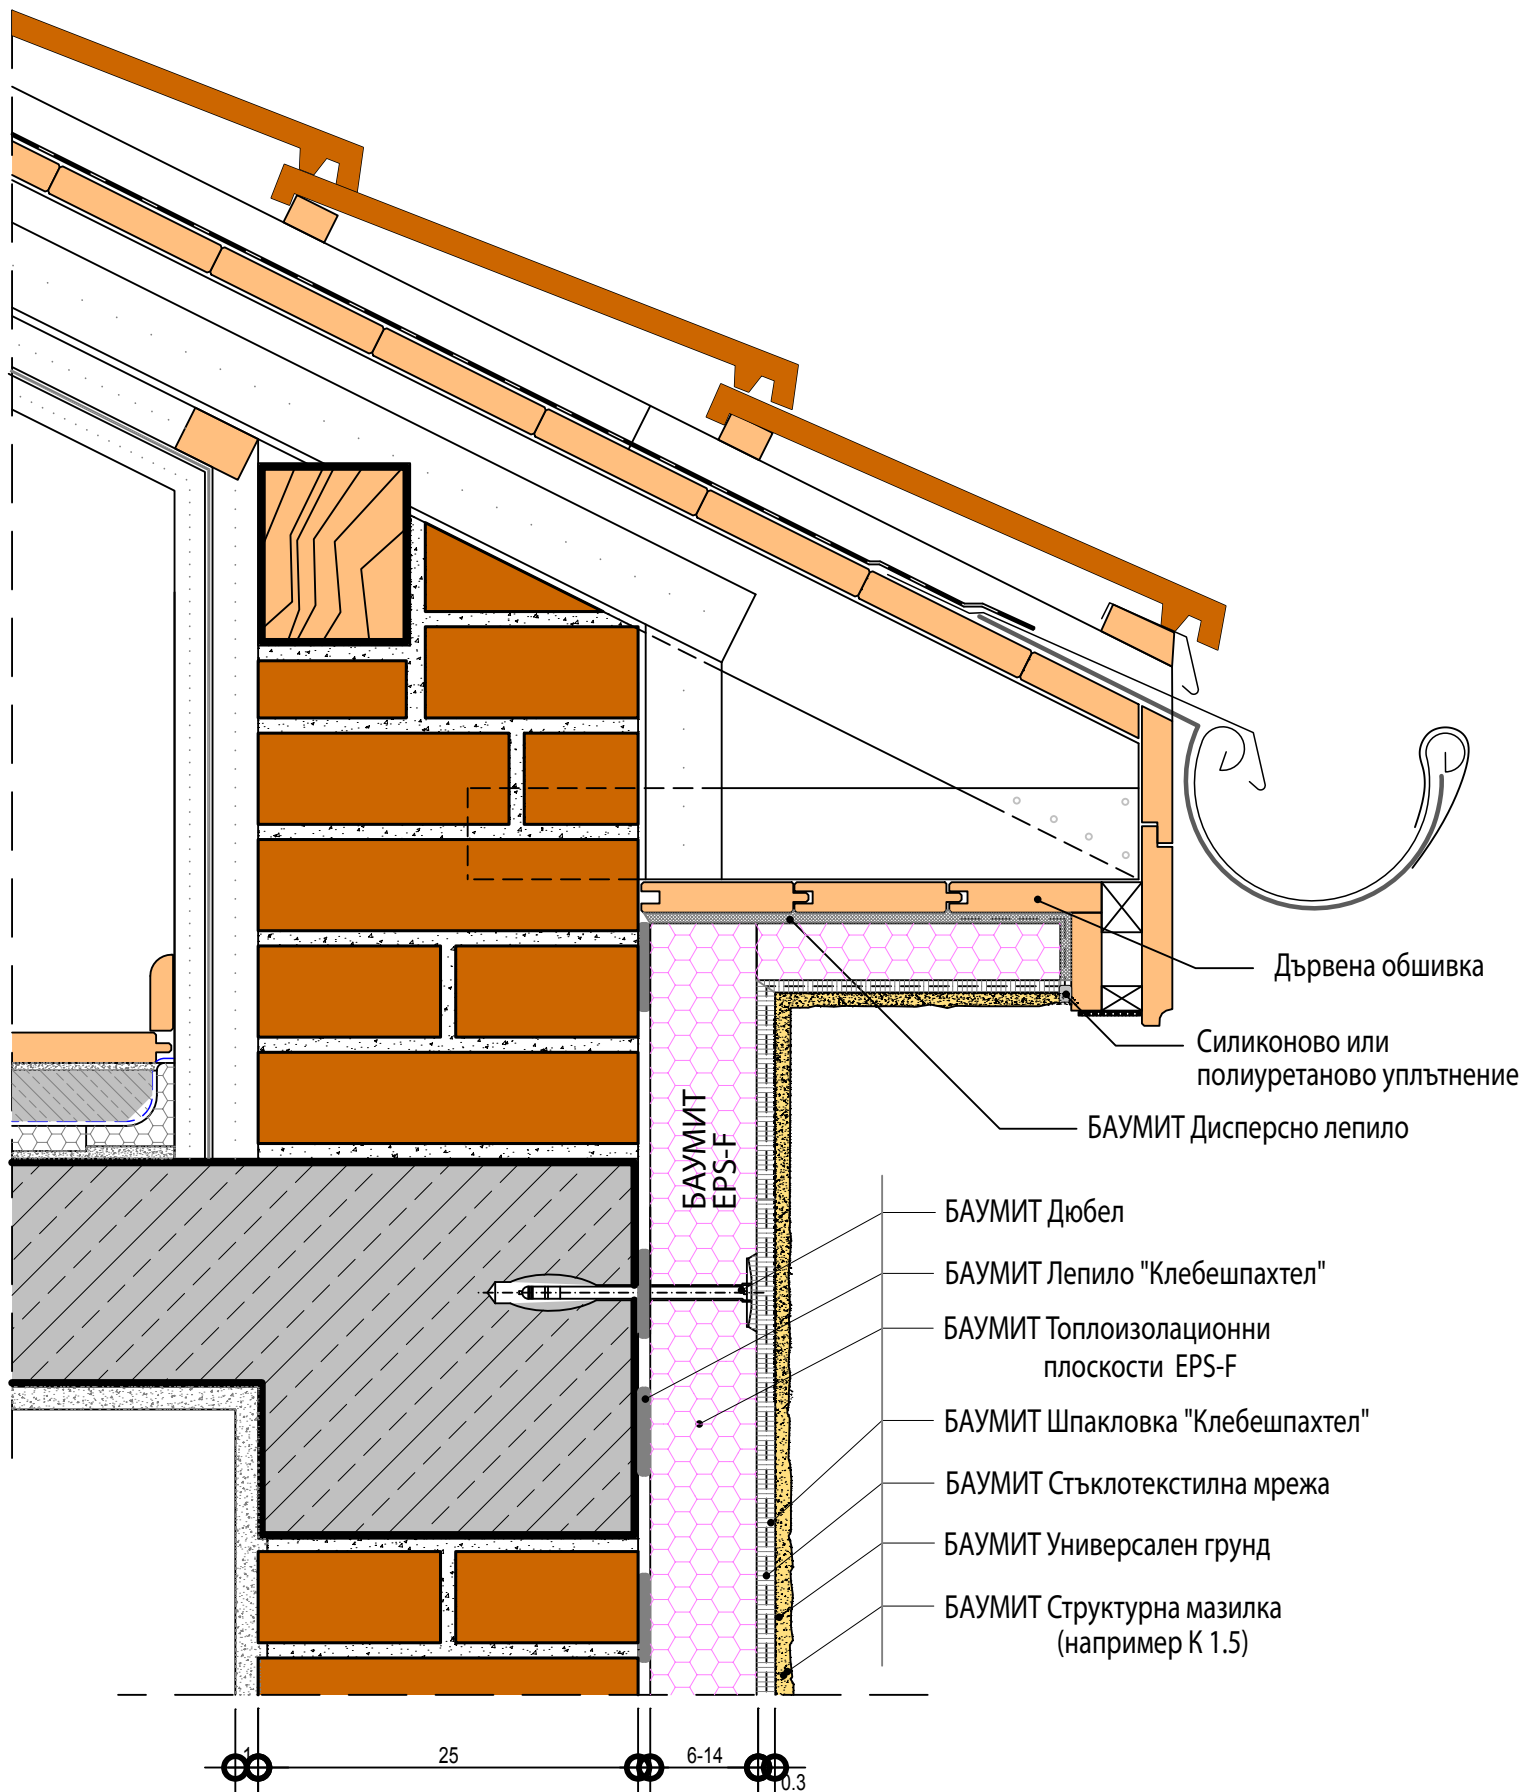 Дървена обшивка
Силиконово или
полиуретаново уплътнение
БАУМИТ Дисперсно лепило
БАУМИТ
EPS-F
БАУМИТ Дюбел
БАУМИТ Лепило "Клебешпахтел"
БАУМИТ Топлоизолационни
плоскости EPS-F
БАУМИТ Шпакловка "Клебешпахтел"
БАУМИТ Стъклотекстилна мрежа
БАУМИТ Универсален грунд
БАУМИТ Структурна мазилка
(например К 1.5)
1
25
6-14
0.3